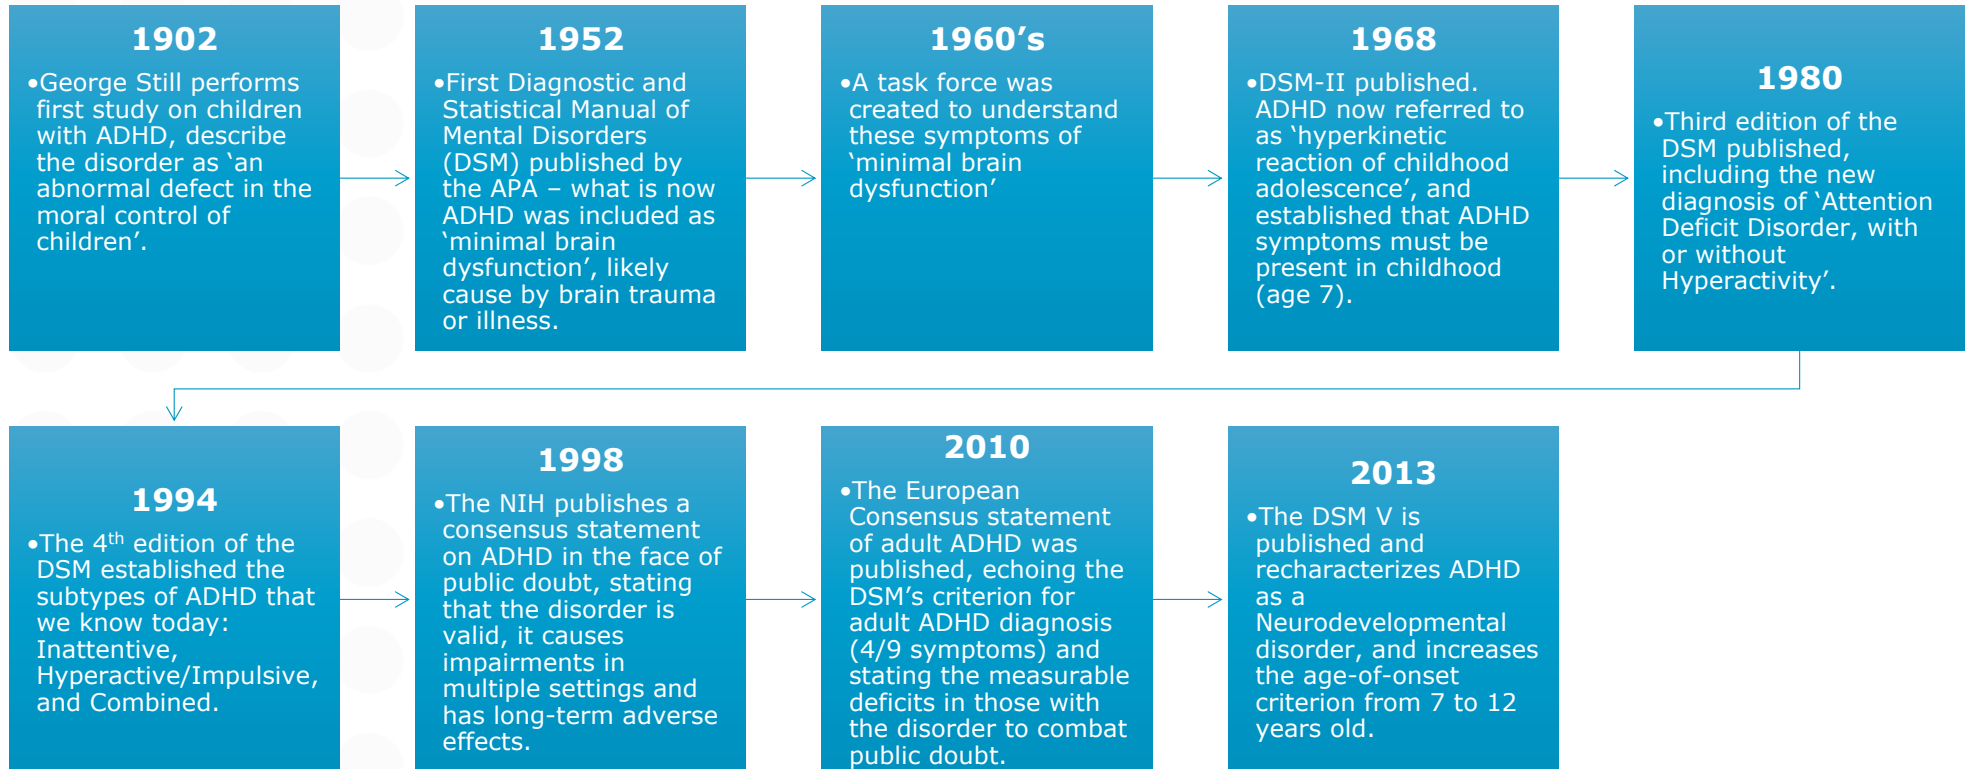 1902
•George Still performs
first study on children
with ADHD, describe
the disorder as ‘an
abnormal defect in the
moral control of
children’.
1952
•First Diagnostic and
Statistical Manual of
Mental Disorders
(DSM) published by
the APA – what is now
ADHD was included as
‘minimal brain
dysfunction’, likely
cause by brain trauma
or illness.
1960’s
•A task force was
created to understand
these symptoms of
‘minimal brain
dysfunction’
1968
•DSM-II published.
ADHD now referred to
as ‘hyperkinetic
reaction of childhood
adolescence’, and
established that ADHD
symptoms must be
present in childhood
(age 7).
1980
•Third edition of the
DSM published,
including the new
diagnosis of ‘Attention
Deficit Disorder, with
or without
Hyperactivity’.
1994
•The 4th edition of the
DSM established the
subtypes of ADHD that
we know today:
Inattentive,
Hyperactive/Impulsive,
and Combined.
1998
•The NIH publishes a
consensus statement
on ADHD in the face of
public doubt, stating
that the disorder is
valid, it causes
impairments in
multiple settings and
has long-term adverse
effects.
2010
•The European
Consensus statement
of adult ADHD was
published, echoing the
DSM’s criterion for
adult ADHD diagnosis
(4/9 symptoms) and
stating the measurable
deficits in those with
the disorder to combat
public doubt.
2013
•The DSM V is
published and
recharacterizes ADHD
as a
Neurodevelopmental
disorder, and increases
the age-of-onset
criterion from 7 to 12
years old.